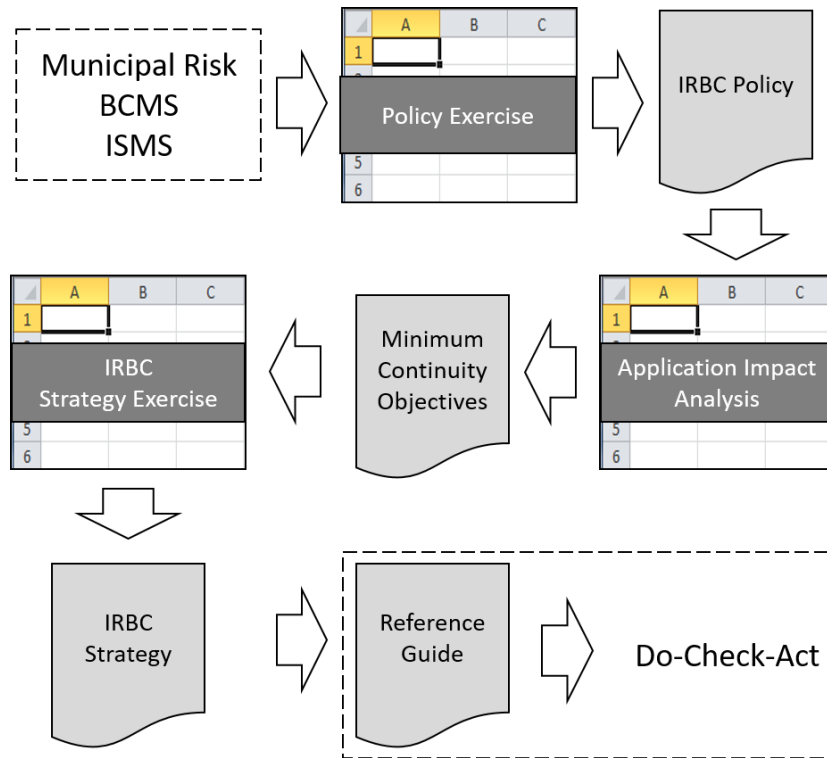 Municipal Risk
BCMS
ISMS
A B C
1
Policy Exercise
5
6
IRBC Policy
A B C
1
IRBC
Strategy Exercise
5
6
Minimum
Continuity
Objectives
A B C
1
Application Impact
Analysis
5
6
IRBC
Strategy
Reference
Guide
Do-Check-Act